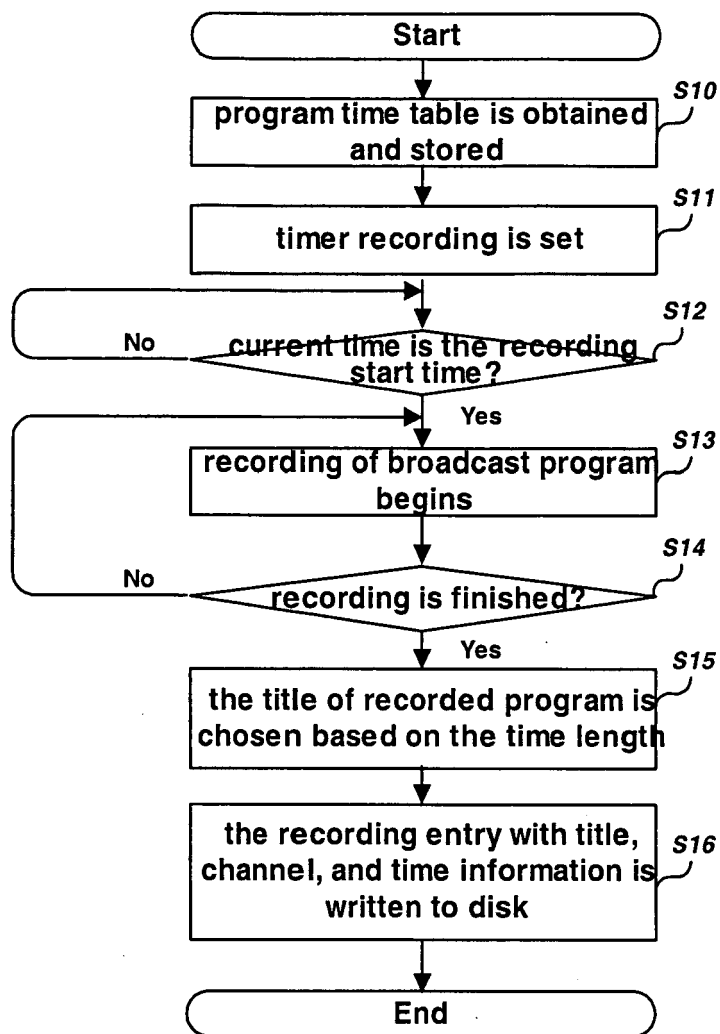 Start
S10
program time table is obtained
and stored
S11
timer recording is set
S12
No
current time is the recording
start time?
Yes
S13
recording of broadcast program
begins
S14
No
recording is finished?
Yes
S15
the title of recorded program is
chosen based on the time length
the recording entry with title,
S16
channel, and time information is
written to disk
End